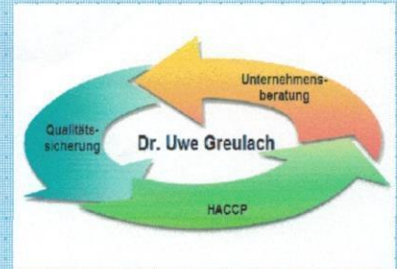 Unternehmens-
beratung
Qualitäts-
sicherung
Dr. Uwe Greulach
HACCP